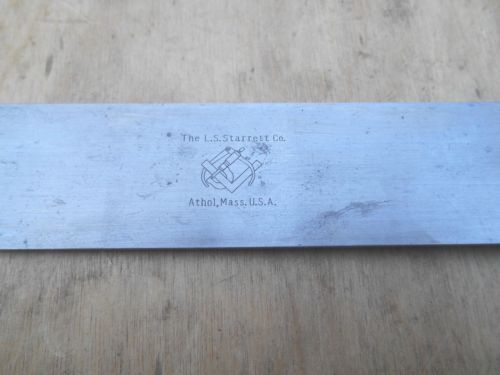 The L.S.Starrett Co.
Athol, Mass. U.S.A.